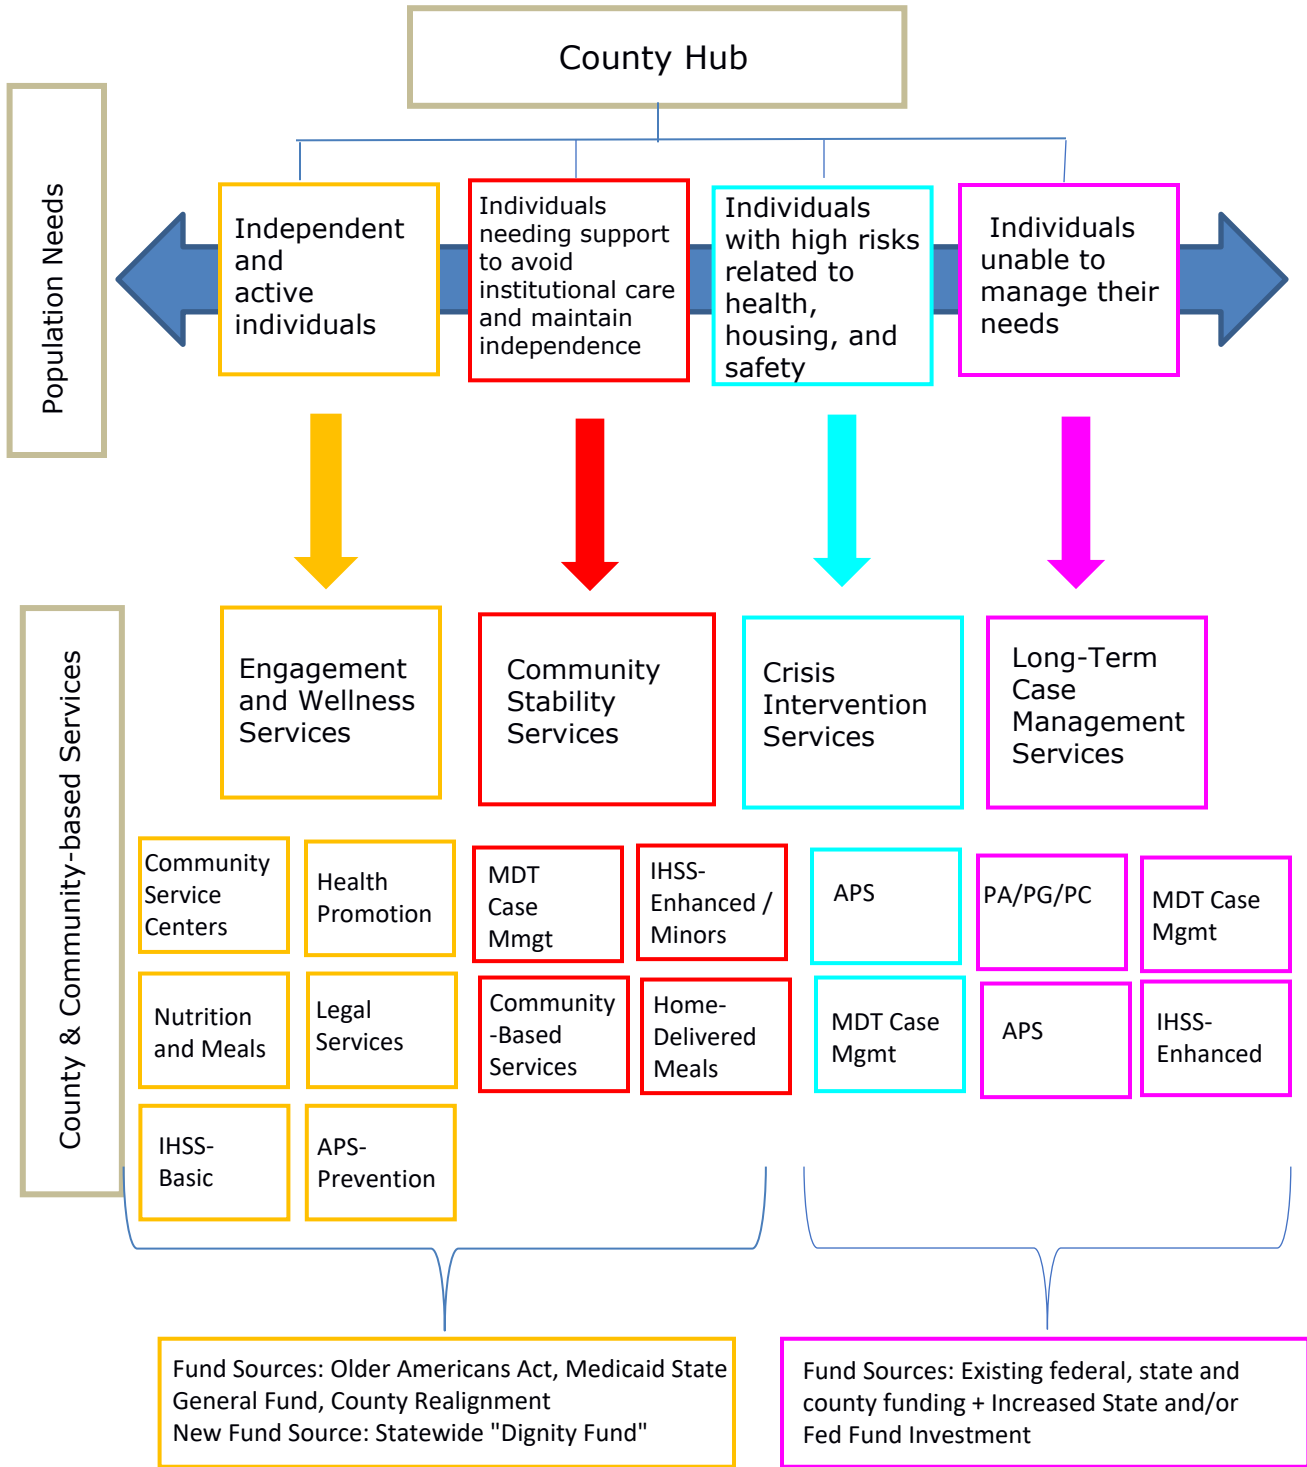 County Hub
Population Needs
Independent
and
active
individuals
Individuals
needing support
to avoid
institutional care
and maintain
independence
Individuals
with high risks
related to
health,
housing, and
safety
Individuals
unable to
manage their
needs
County & Community-based Services
Engagement
and Wellness
Services
Community
Stability
Services
Crisis
Intervention
Services
Long-Term
Case
Management
Services
Community
Service
Centers
Health
Promotion
MDT
Case
Mmgt
IHSS-
Enhanced /
Minors
APS
PA/PG/PC
MDT Case
Mgmt
Nutrition
and Meals
Legal
Services
Community
-Based
Services
Home-
Delivered
Meals
MDT Case
Mgmt
APS
IHSS-
Enhanced
IHSS-
Basic
APS-
Prevention
Fund Sources: Older Americans Act, Medicaid State
General Fund, County Realignment
New Fund Source: Statewide "Dignity Fund"
Fund Sources: Existing federal, state and
county funding + Increased State and/or
Fed Fund Investment